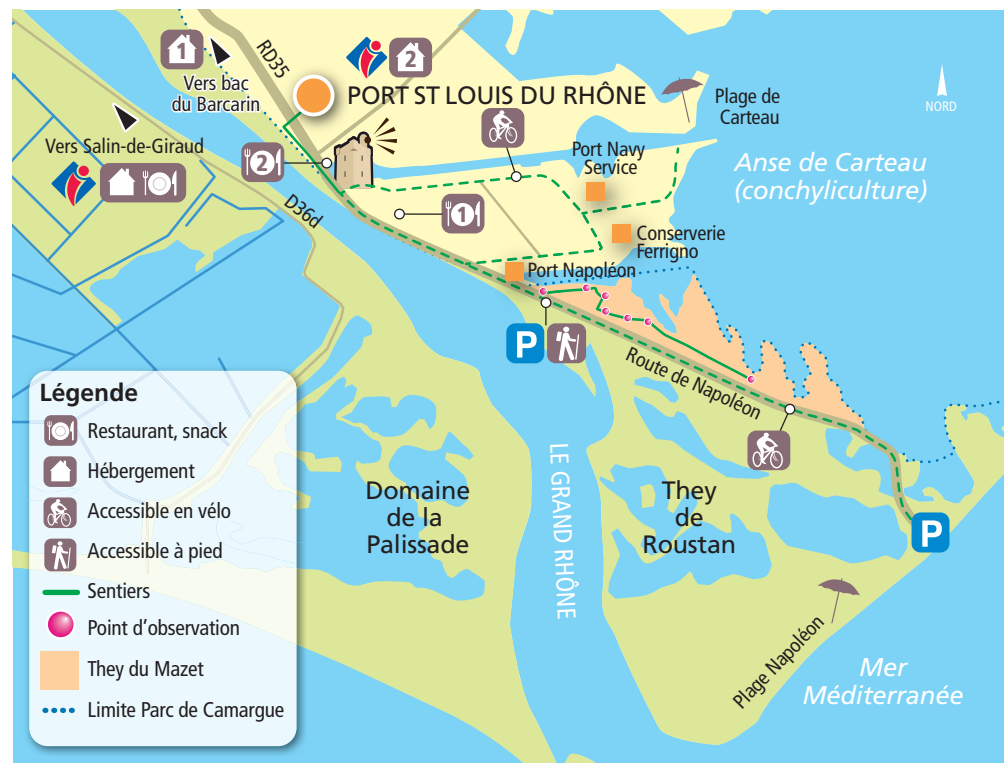 1
Vers bac
du Barcarin
RD35
2
PORT ST LOUIS DU RHÔNE
Plage de
Carteau
NORD
Vers Salin-de-Giraud
2
D36d
Port Navy
Service
Anse de Carteau
(conchyliculture)
1
Conserverie
Ferrigno
Port Napoléon
P
Route de Napoléon
LE GRAND RHÔNE
Domaine
de la
Palissade
They
de
Roustan
P
Plage Napoléon
Mer
Méditerranée
Légende
Restaurant, snack
Hébergement
Accessible en vélo
Accessible à pied
Sentiers
Point d'observation
They du Mazet
Limite Parc de Camargue